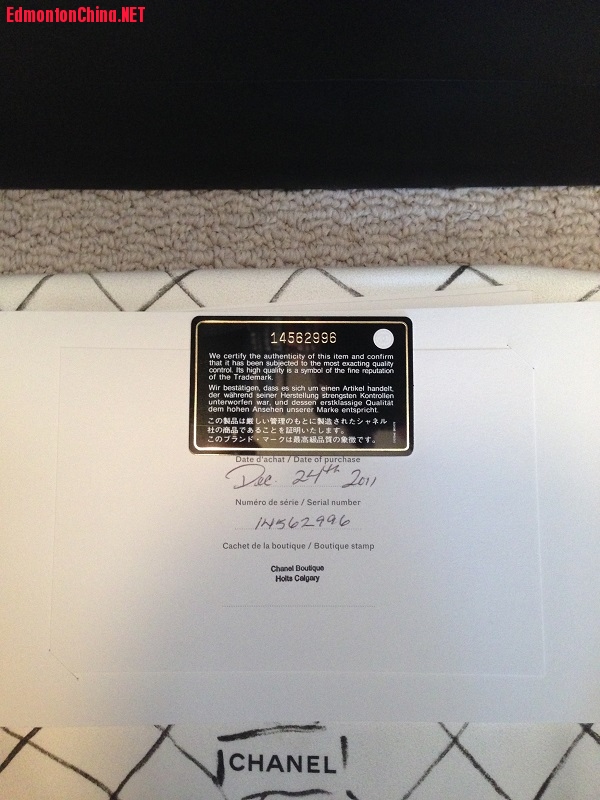 EdmontonChina.NET
14562996
We certify the authenticity of this item and confirm
that it has been subjected to the most exacting quality
control. Its high quality is a symbol of the fine reputation
of the Trademark.
Wir bestätigen, dass es sich um einen Artikel handelt,
der während seiner Herstellung strengsten Kontrollen
unterworfen war, und dessen erstklassige Qualität
dem hohen Ansehen unserer Marke entspricht.
この製品は厳しい管理のもとに製造されたシャネル
社の商品であることを証明いたします。
このブランド・マークは最高級品質の象徴です。
Date d'achat / Date of purchase
Dec. 24th 2011
Numéro de série / Serial number
14562996
Cachet de la boutique / Boutique stamp
Chanel Boutique
Holts Calgary
CHANEL